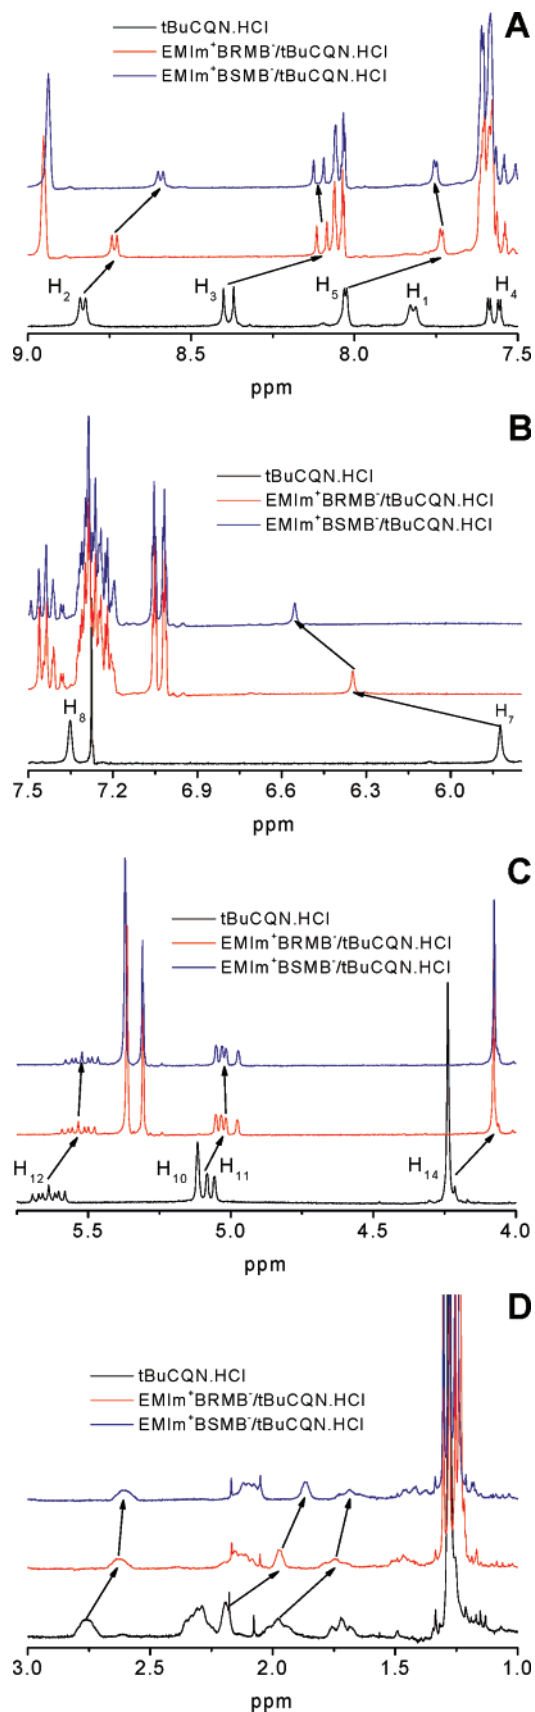 A
tBuCQN.HCl
EMIm⁺BRMB⁻/tBuCQN.HCl
EMIm⁺BSMB⁻/tBuCQN.HCl
H₂ H₃ H₅ H₁ H₄
9.0 8.5 8.0 7.5
ppm
B
tBuCQN.HCl
EMIm⁺BRMB⁻/tBuCQN.HCl
EMIm⁺BSMB⁻/tBuCQN.HCl
H₈ H₇
7.5 7.2 6.9 6.6 6.3 6.0
ppm
C
tBuCQN.HCl
EMIm⁺BRMB⁻/tBuCQN.HCl
EMIm⁺BSMB⁻/tBuCQN.HCl
H₁₂ H₁₀ H₁₁ H₁₄
5.5 5.0 4.5 4.0
ppm
D
tBuCQN.HCl
EMIm⁺BRMB⁻/tBuCQN.HCl
EMIm⁺BSMB⁻/tBuCQN.HCl
3.0 2.5 2.0 1.5 1.0
ppm